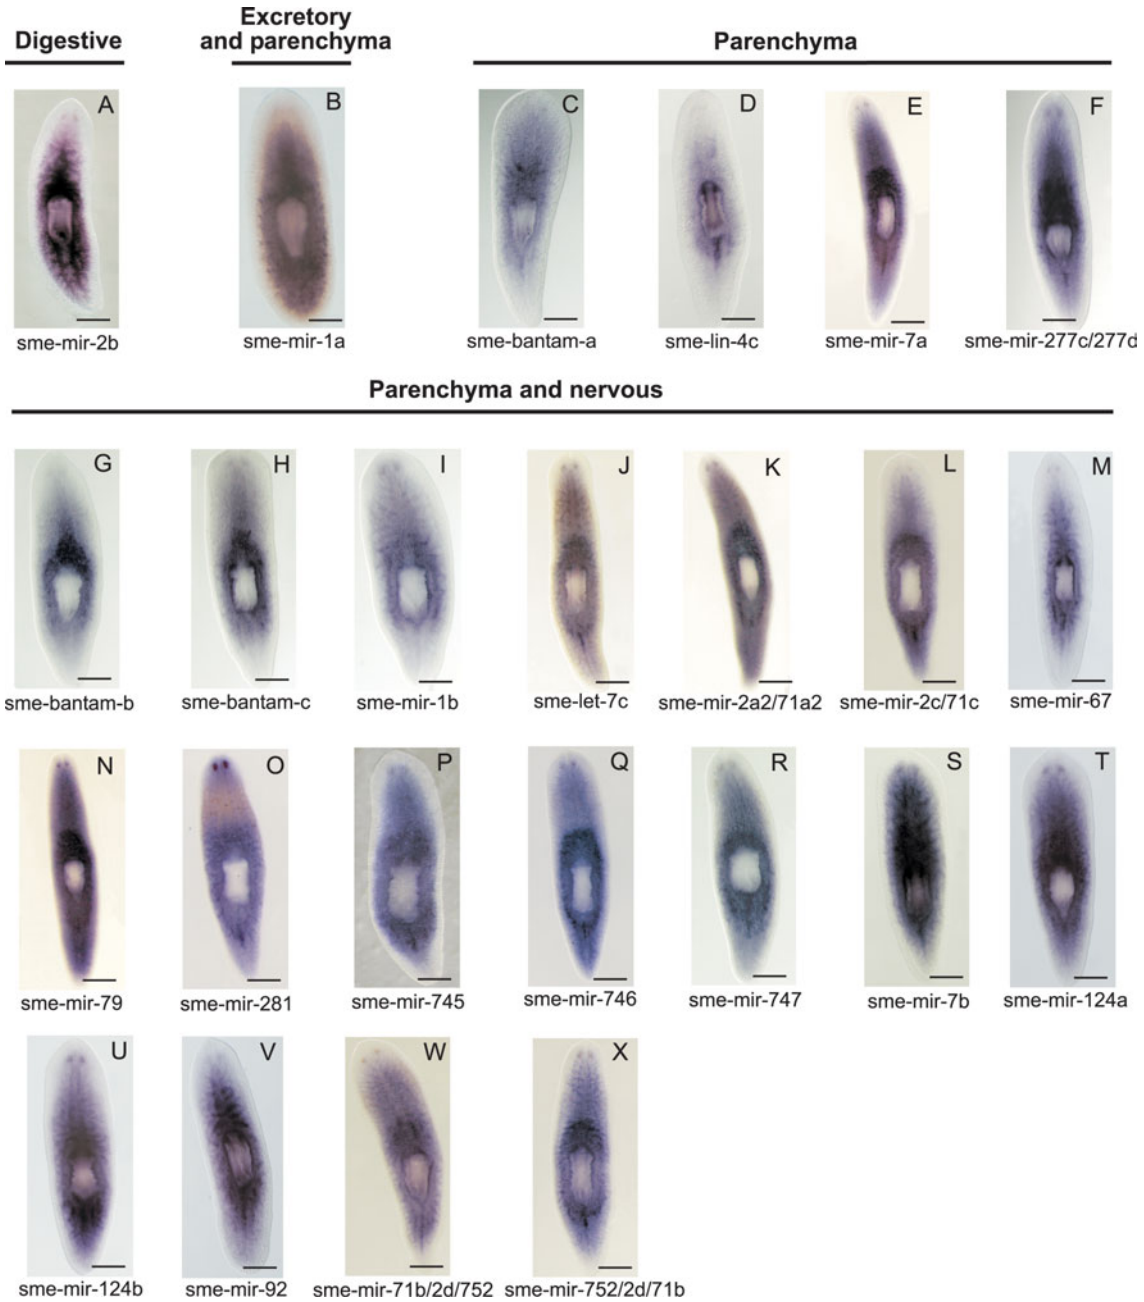 Digestive
Excretory
and parenchyma
Parenchyma
A
B
C
D
E
F
sme-mir-2b
sme-mir-1a
sme-bantam-a
sme-lin-4c
sme-mir-7a
sme-mir-277c/277d
Parenchyma and nervous
G
H
I
J
K
L
M
sme-bantam-b
sme-bantam-c
sme-mir-1b
sme-let-7c
sme-mir-2a2/71a2
sme-mir-2c/71c
sme-mir-67
N
O
P
Q
R
S
T
sme-mir-79
sme-mir-281
sme-mir-745
sme-mir-746
sme-mir-747
sme-mir-7b
sme-mir-124a
U
V
W
X
sme-mir-124b
sme-mir-92
sme-mir-71b/2d/752
sme-mir-752/2d/71b